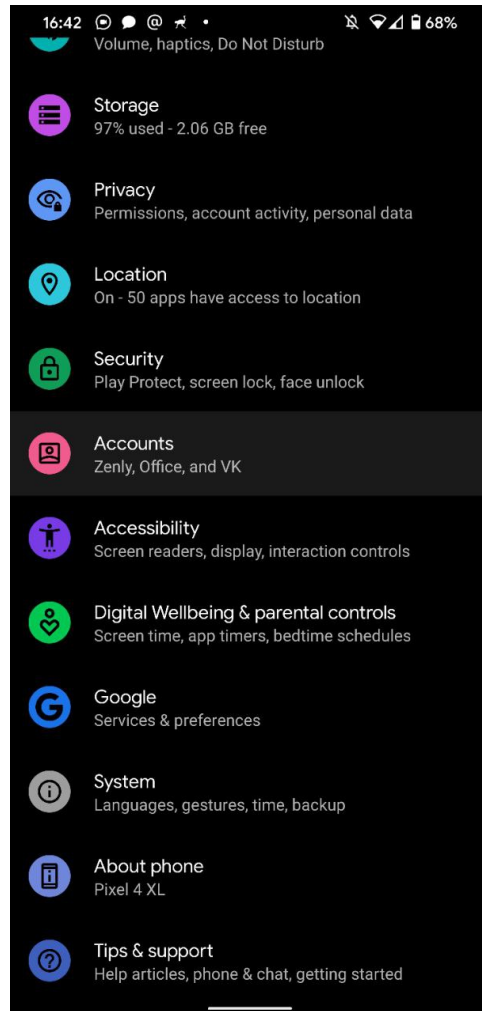 16:42 @ 68%
Volume, haptics, Do Not Disturb
Storage
97% used - 2.06 GB free
Privacy
Permissions, account activity, personal data
Location
On - 50 apps have access to location
Security
Play Protect, screen lock, face unlock
Accounts
Zenly, Office, and VK
Accessibility
Screen readers, display, interaction controls
Digital Wellbeing & parental controls
Screen time, app timers, bedtime schedules
Google
Services & preferences
System
Languages, gestures, time, backup
About phone
Pixel 4 XL
Tips & support
Help articles, phone & chat, getting started